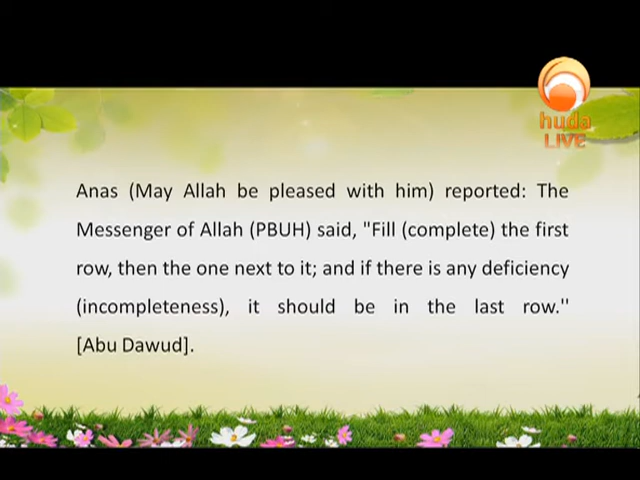 huda
LIVE
Anas (May Allah be pleased with him) reported: The
Messenger of Allah (PBUH) said, "Fill (complete) the first
row, then the one next to it; and if there is any deficiency
(incompleteness), it should be in the last row.''
[Abu Dawud].